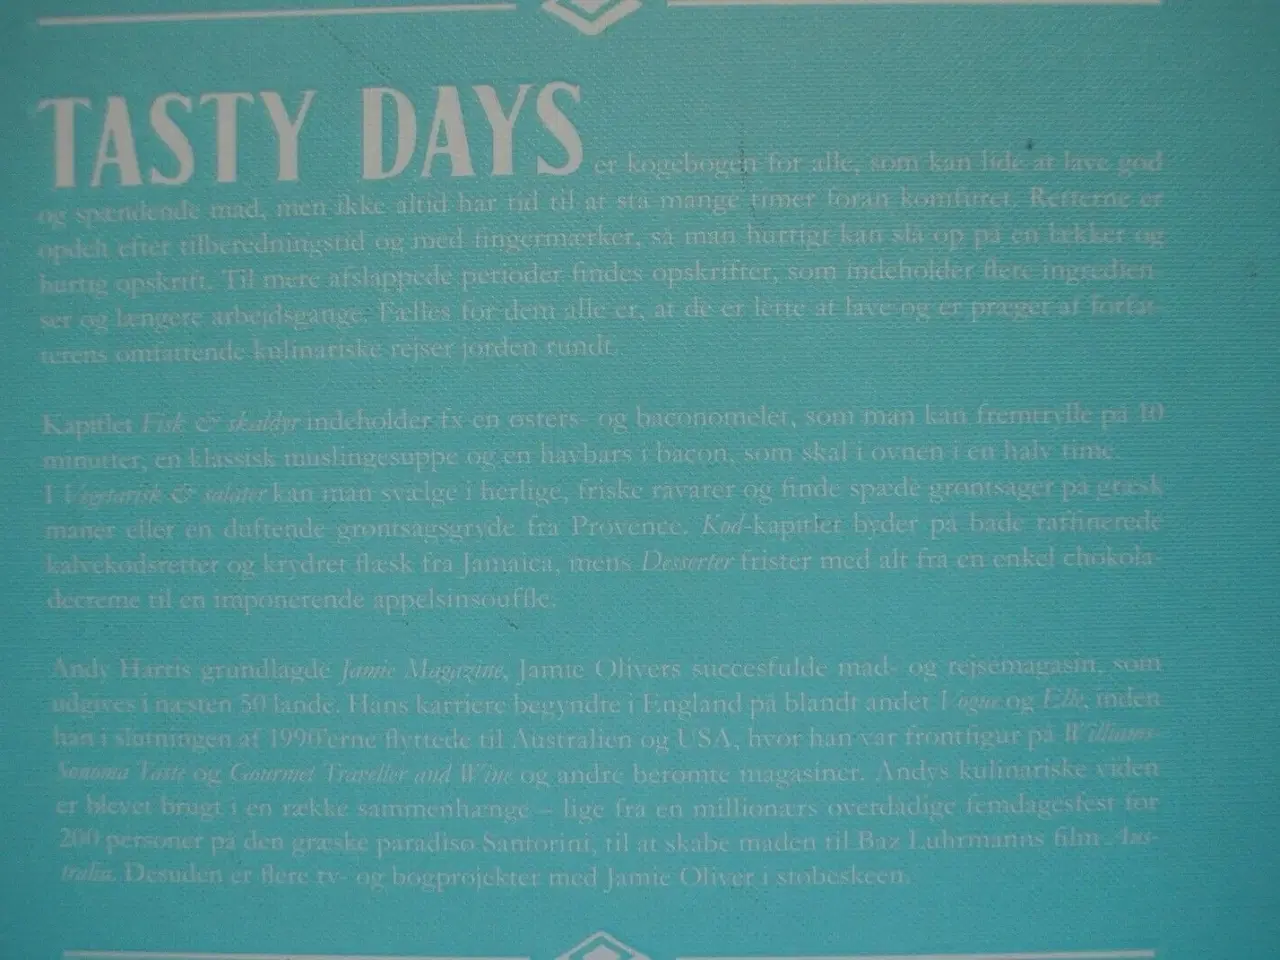 TASTY DAYS er kogebogen for alle, som kan lide at lave god
og spændende mad, men ikke altid har tid til at stå mange timer foran komfuret. Retterne er
opdelt efter tilberedningstid og med fingermærker, så man hurtigt kan slå op på en lækker og
hurtig opskrift. Til mere afslappede perioder findes opskrifter, som indeholder flere ingredien-
ser og længere arbejdsgange. Fælles for dem alle er, at de er lette at lave og er præget af forfat-
terens omfattende kulinariske rejser jorden rundt.
Kapitlet Fisk & skaldyr indeholder fx en østers- og baconomelet, som man kan fremtrylle på 10
minutter, en klassisk muslingesuppe og en havbars i bacon, som skal i ovnen i en halv time.
I Vegetarisk & salater kan man svælge i herlige, friske råvarer og finde spæde grøntsager på græsk
manér eller en duftende grøntsagsgryde fra Provence. Kød-kapitlet byder på både raffinerede
kalvekødsretter og krydret flæsk fra Jamaica, mens Desserter frister med alt fra en enkel chokola-
decreme til en imponerende appelsinsoufflé.
Andy Harris grundlagde Jamie Magazine, Jamie Olivers succesfulde mad- og rejsemagasin, som
udgives i næsten 50 lande. Hans karriere begyndte i England på blandt andet Vogue og Elle, inden
han i slutningen af 1990'erne flyttede til Australien og USA, hvor han var frontfigur på Williams-
Sonoma Taste og Gourmet Traveller and Wine og andre berømte magasiner. Andys kulinariske viden
er blevet brugt i en række sammenhænge – lige fra en millionærs overdådige femdagesfest for
200 personer på den græske paradisø Santorini, til at skabe maden til Baz Luhrmanns film Aus-
tralia. Desuden er flere tv- og bogprojekter med Jamie Oliver i støbeskeen.